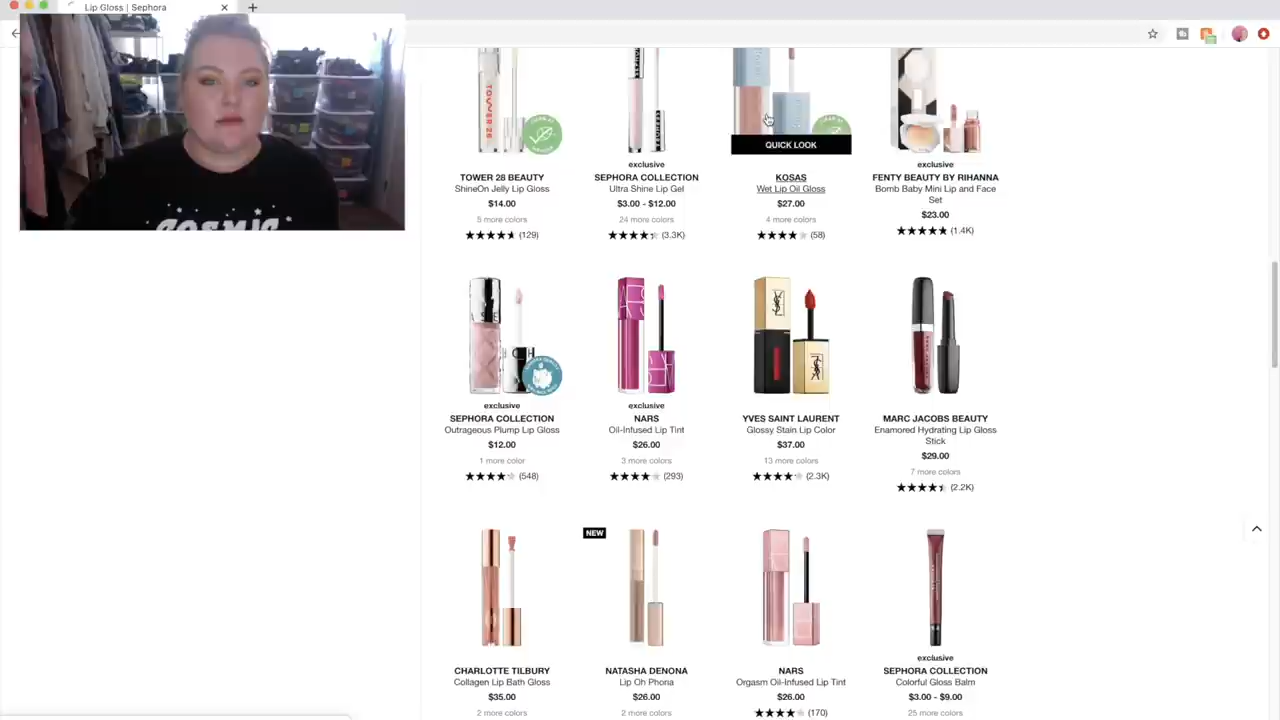 Lip Gloss | Sephora
COSMIC
TOWER 28
QUICK LOOK
TOWER 28 BEAUTY
ShineOn Jelly Lip Gloss
$14.00
5 more colors
(129)
exclusive
SEPHORA COLLECTION
Ultra Shine Lip Gel
$3.00 - $12.00
24 more colors
(3.3K)
KOSAS
Wet Lip Oil Gloss
$27.00
4 more colors
(58)
exclusive
FENTY BEAUTY BY RIHANNA
Bomb Baby Mini Lip and Face
Set
$23.00
(1.4K)
exclusive
SEPHORA COLLECTION
Outrageous Plump Lip Gloss
$12.00
1 more color
(548)
exclusive
NARS
Oil-Infused Lip Tint
$26.00
3 more colors
(293)
YVES SAINT LAURENT
Glossy Stain Lip Color
$37.00
13 more colors
(2.3K)
MARC JACOBS BEAUTY
Enamored Hydrating Lip Gloss
Stick
$29.00
7 more colors
(2.2K)
CHARLOTTE TILBURY
Collagen Lip Bath Gloss
$35.00
2 more colors
NEW
NATASHA DENONA
Lip Oh Phoria
$26.00
2 more colors
NARS
Orgasm Oil-Infused Lip Tint
$26.00
(170)
exclusive
SEPHORA COLLECTION
Colorful Gloss Balm
$3.00 - $9.00
25 more colors